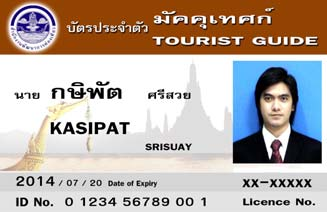 บัตรประจำตัว มัคคุเทศก์
TOURIST GUIDE
นาย กษิพัต ศรีสวย
KASIPAT
SRISUAY
2014 / 07 / 20 Date of Expiry XX-XXXXX
ID No. 0 1234 56789 00 1 Licence No.